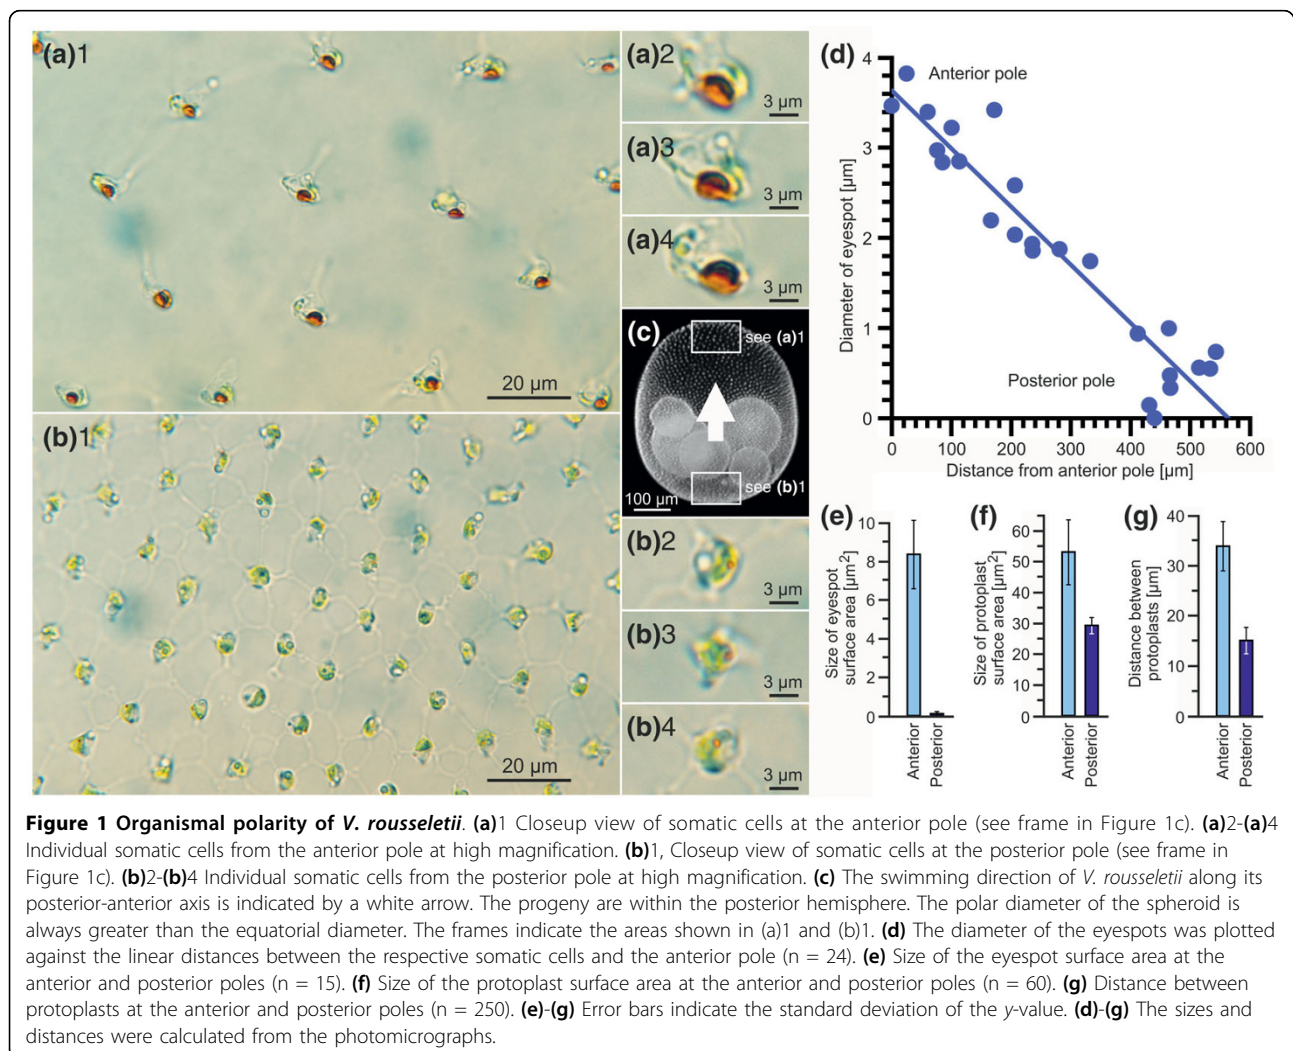 (a)1
(a)2
3 µm
(a)3
3 µm
(a)4
3 µm
20 µm
(b)1
20 µm
(c)
see (a)1
see (b)1
100 µm
(b)2
3 µm
(b)3
3 µm
(b)4
3 µm
(d)
Anterior pole
Posterior pole
Diameter of eyespot [µm]
4
3
2
1
0
0 100 200 300 400 500 600
Distance from anterior pole [µm]
(e)
Size of eyespot
surface area [µm²]
10
8
6
4
2
0
Anterior
Posterior
(f)
Size of protoplast
surface area [µm²]
60
50
40
30
20
10
0
Anterior
Posterior
(g)
Distance between
protoplasts [µm]
40
30
20
10
0
Anterior
Posterior
Figure 1 Organismal polarity of V. rousseletii. (a)1 Closeup view of somatic cells at the anterior pole (see frame in Figure 1c). (a)2-(a)4
Individual somatic cells from the anterior pole at high magnification. (b)1, Closeup view of somatic cells at the posterior pole (see frame in
Figure 1c). (b)2-(b)4 Individual somatic cells from the posterior pole at high magnification. (c) The swimming direction of V. rousseletii along its
posterior-anterior axis is indicated by a white arrow. The progeny are within the posterior hemisphere. The polar diameter of the spheroid is
always greater than the equatorial diameter. The frames indicate the areas shown in (a)1 and (b)1. (d) The diameter of the eyespots was plotted
against the linear distances between the respective somatic cells and the anterior pole (n = 24). (e) Size of the eyespot surface area at the
anterior and posterior poles (n = 15). (f) Size of the protoplast surface area at the anterior and posterior poles (n = 60). (g) Distance between
protoplasts at the anterior and posterior poles (n = 250). (e)-(g) Error bars indicate the standard deviation of the y-value. (d)-(g) The sizes and
distances were calculated from the photomicrographs.